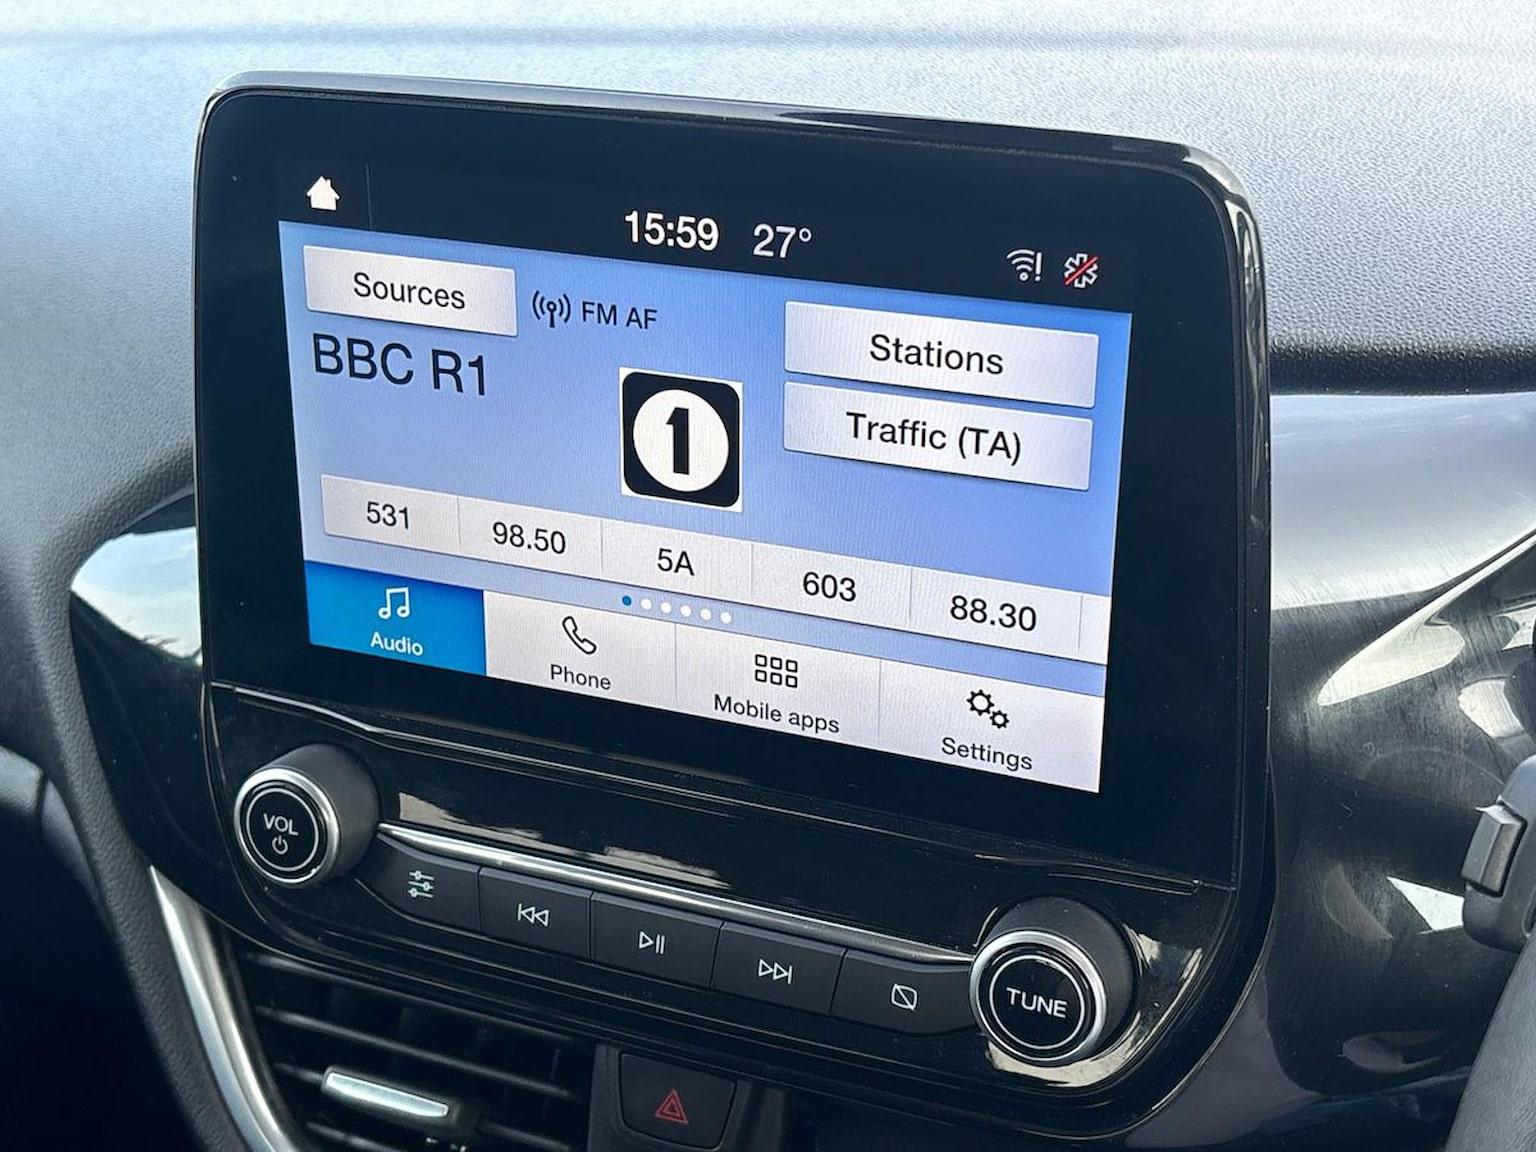 15:59 27°
Sources
FM AF
Stations
BBC R1
1
Traffic (TA)
531 98.50 5A 603 88.30
Audio Phone Mobile apps Settings
VOL
TUNE